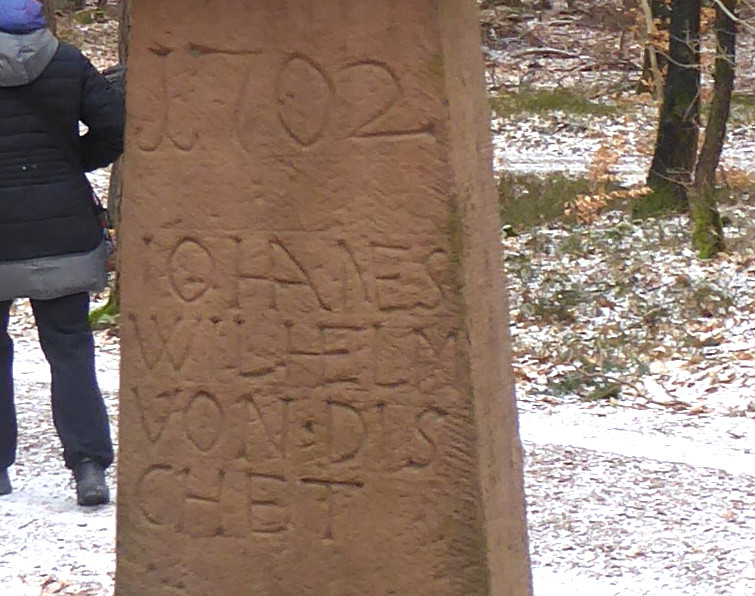 1702
IOHANES
WILHELM
VON·DIS
CHET